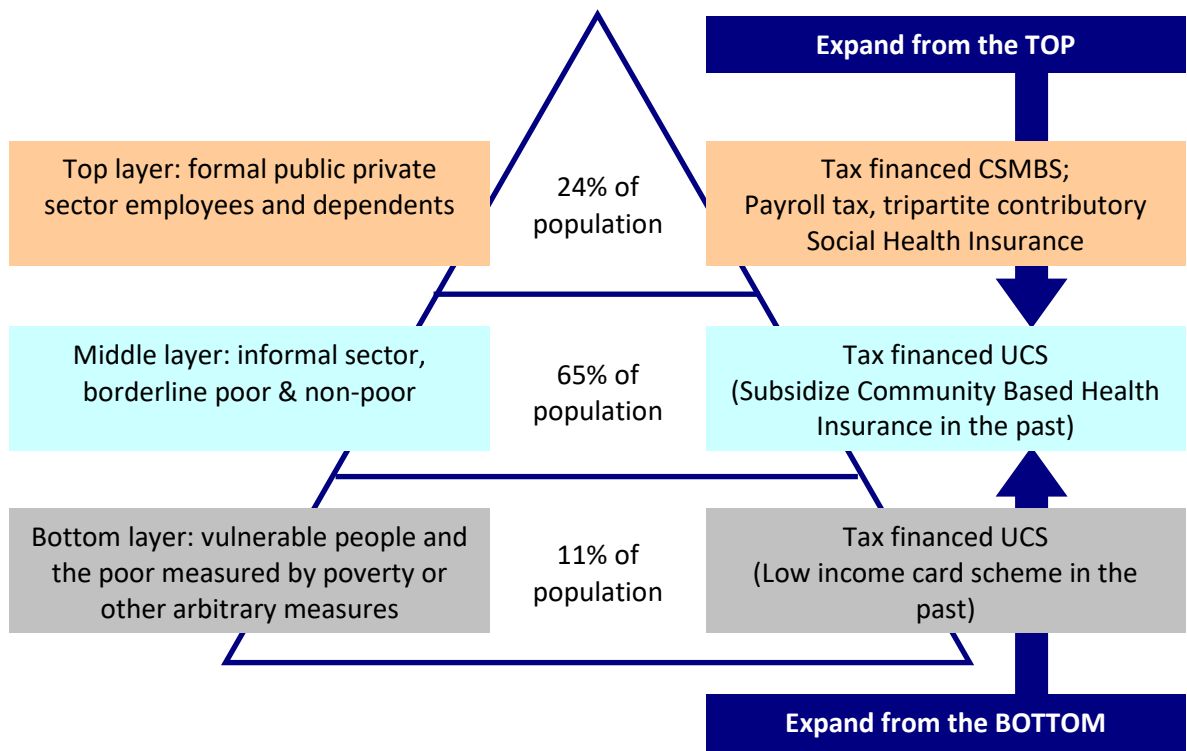 Expand from the TOP
Top layer: formal public private
sector employees and dependents
24% of
population
Tax financed CSMBS;
Payroll tax, tripartite contributory
Social Health Insurance
Middle layer: informal sector,
borderline poor & non-poor
65% of
population
Tax financed UCS
(Subsidize Community Based Health
Insurance in the past)
Bottom layer: vulnerable people and
the poor measured by poverty or
other arbitrary measures
11% of
population
Tax financed UCS
(Low income card scheme in the
past)
Expand from the BOTTOM